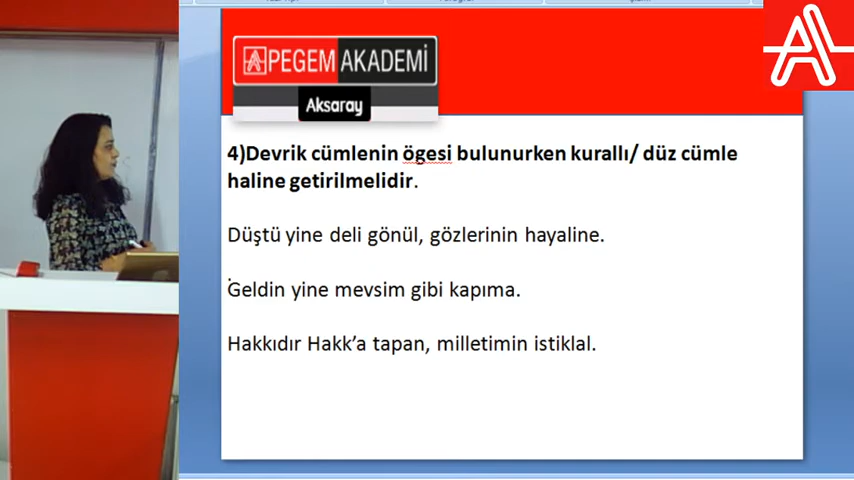 PEGEM AKADEMİ
Aksaray
4)Devrik cümlenin ögesi bulunurken kurallı/ düz cümle
haline getirilmelidir.
Düştü yine deli gönül, gözlerinin hayaline.
Geldin yine mevsim gibi kapıma.
Hakkıdır Hakk’a tapan, milletimin istiklal.